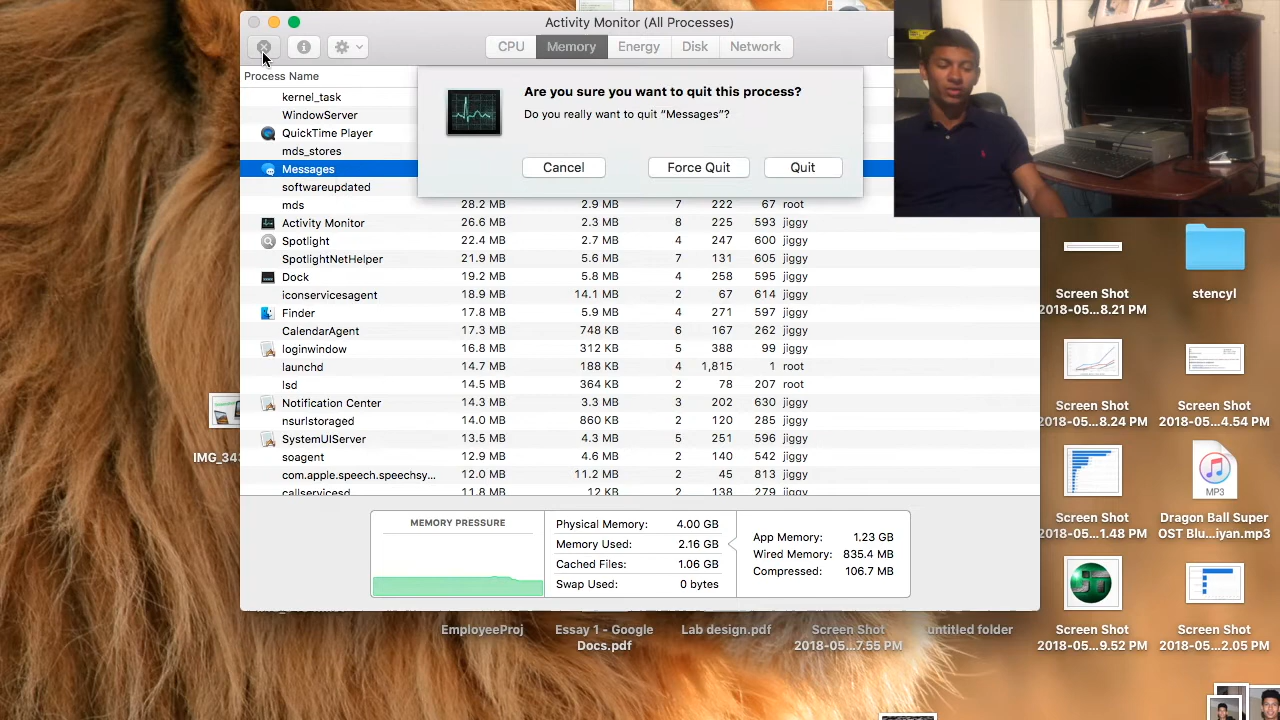 Activity Monitor (All Processes)
CPU Memory Energy Disk Network
Process Name
Are you sure you want to quit this process?
Do you really want to quit “Messages”?
Cancel Force Quit Quit
kernel_task
WindowServer
QuickTime Player
mds_stores
Messages
softwareupdated
mds 28.2 MB 2.9 MB 7 222 67 root
Activity Monitor 26.6 MB 2.3 MB 8 225 593 jiggy
Spotlight 22.4 MB 2.7 MB 4 247 600 jiggy
SpotlightNetHelper 21.9 MB 2.6 MB 7 131 605 jiggy
Dock 19.2 MB 5.8 MB 4 258 595 jiggy
iconservicesagent 18.9 MB 14.1 MB 2 67 614 jiggy
Finder 17.8 MB 5.9 MB 4 271 597 jiggy
CalendarAgent 17.3 MB 748 KB 6 167 262 jiggy
loginwindow 16.8 MB 312 KB 5 388 99 jiggy
launchd 14.7 MB 88 KB 4 root
lsd 14.5 MB 364 KB 2 78 207 root
Notification Center 14.3 MB 3.3 MB 3 202 630 jiggy
nsurlstoraged 14.0 MB 860 KB 2 120 285 jiggy
SystemUIServer 13.5 MB 4.3 MB 5 251 596 jiggy
soagent 12.9 MB 4.6 MB 2 140 542 jiggy
com.apple.speech.speechsy... 12.0 MB 11.2 MB 2 40 813 jiggy
callservicesd 11.8 MB 12 KB 2 138 279 jiggy
MEMORY PRESSURE
Physical Memory: 4.00 GB
Memory Used: 2.16 GB
Cached Files: 1.06 GB
Swap Used: 0 bytes
App Memory: 1.23 GB
Wired Memory: 835.4 MB
Compressed: 106.7 MB
Screen Shot
2018-05...8.21 PM
stencyl
Screen Shot
2018-05...8.24 PM
Screen Shot
2018-05...4.54 PM
Screen Shot
2018-05...1.48 PM
MP3
Dragon Ball Super
OST Blu...iyan.mp3
Screen Shot
2018-05...9.52 PM
Screen Shot
2018-05...2.05 PM
EmployeeProj
Essay 1 - Google
Docs.pdf
Lab design.pdf
Screen Shot
2018-05...7.55 PM
untitled folder